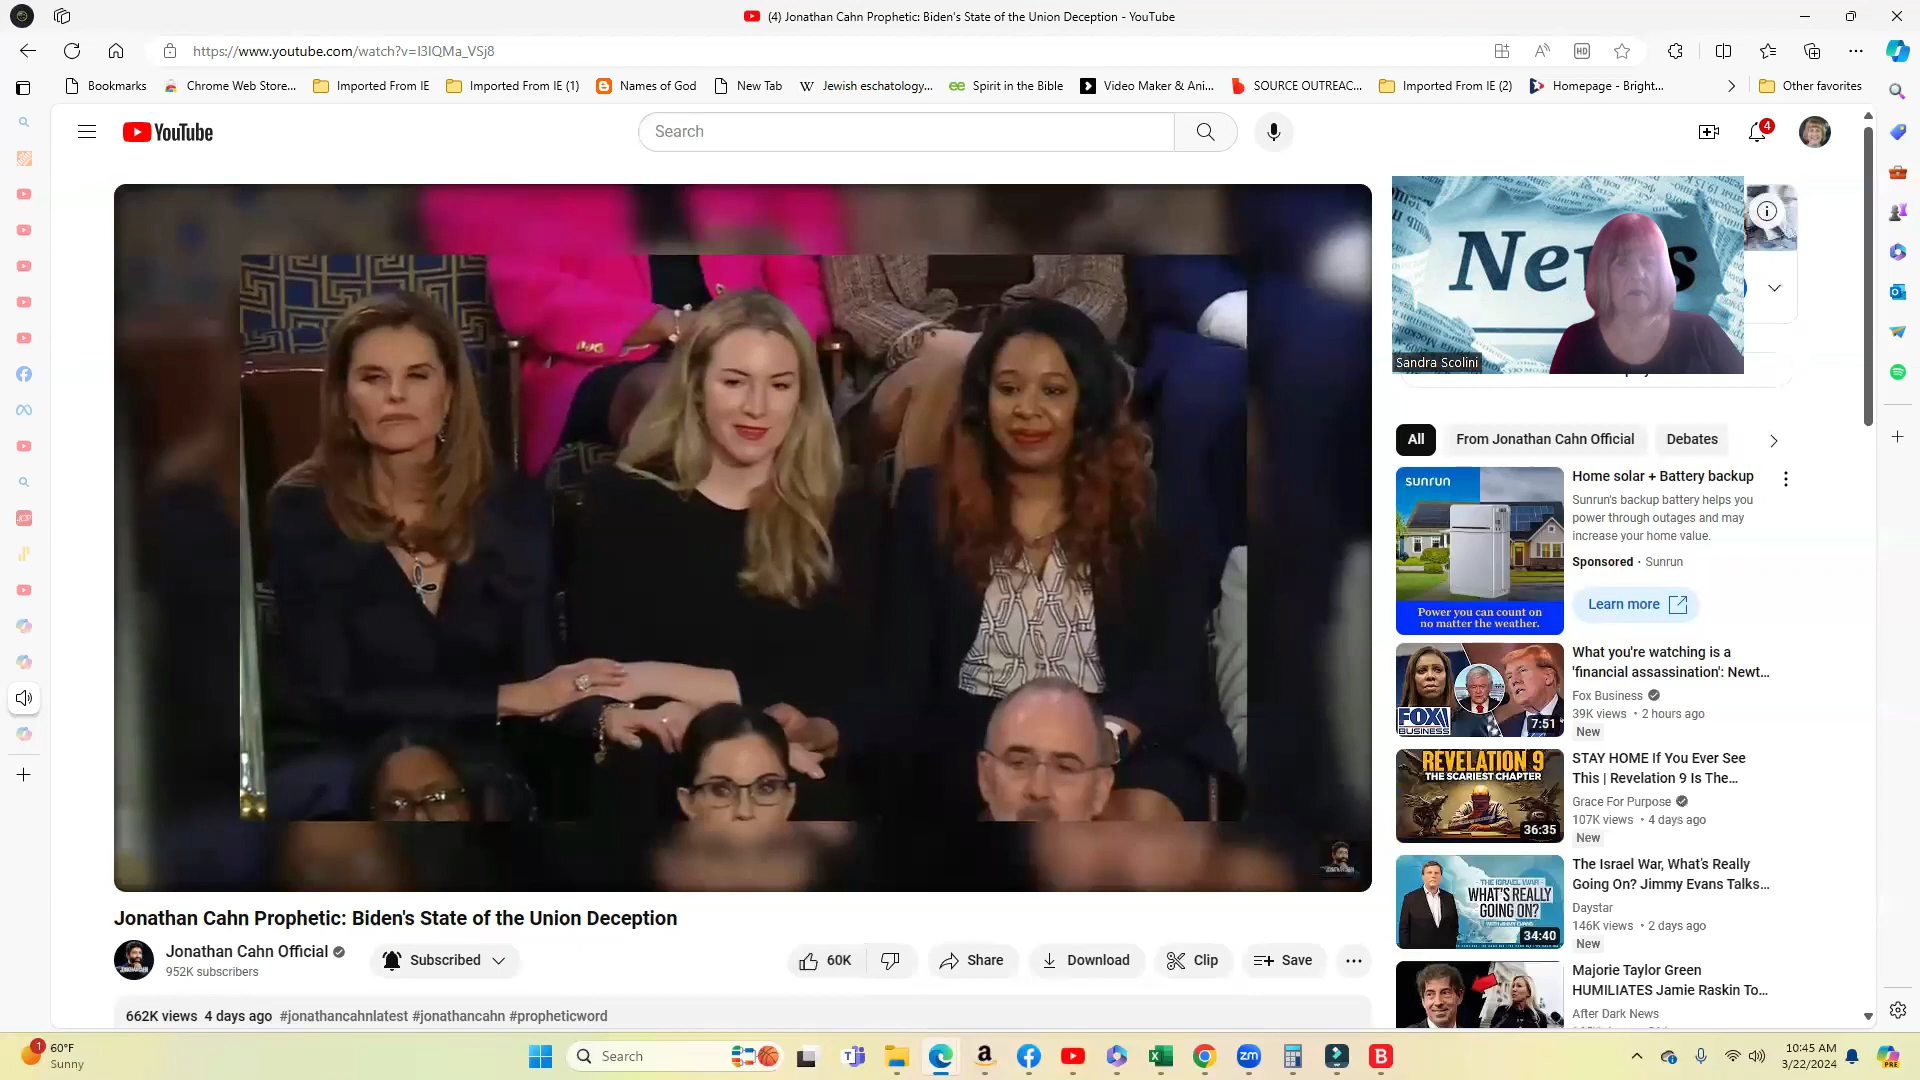 (4) Jonathan Cahn Prophetic: Biden's State of the Union Deception - YouTube
https://www.youtube.com/watch?v=I3IQMa_VSj8
HD
Bookmarks
Chrome Web Store...
Imported From IE
Imported From IE (1)
Names of God
New Tab
Jewish eschatology...
Spirit in the Bible
Video Maker & Ani...
SOURCE OUTREAC...
Imported From IE (2)
Homepage - Bright...
Other favorites
YouTube
Search
4
News
Sandra Scolini
All
From Jonathan Cahn Official
Debates
sunrun
Power you can count on
no matter the weather.
Home solar + Battery backup
Sunrun's backup battery helps you
power through outages and may
increase your home value.
Sponsored · Sunrun
Learn more
FOX
BUSINESS
7:51
What you're watching is a
'financial assassination': Newt...
Fox Business
39K views • 2 hours ago
New
REVELATION 9
THE SCARIEST CHAPTER
36:35
STAY HOME If You Ever See
This | Revelation 9 Is The...
Grace For Purpose
107K views • 4 days ago
New
- THE ISRAEL WAR -
WHAT'S REALLY
GOING ON?
34:40
The Israel War, What's Really
Going On? Jimmy Evans Talks...
Daystar
146K views • 2 days ago
New
Majorie Taylor Green
HUMILIATES Jamie Raskin To...
After Dark News
Jonathan Cahn Prophetic: Biden's State of the Union Deception
Jonathan Cahn Official
952K subscribers
Subscribed
60K
Share
Download
Clip
Save
662K views 4 days ago #jonathancahnlatest #jonathancahn #propheticword
1
60°F
Sunny
Search
zm
B
10:45 AM
3/22/2024
PRE